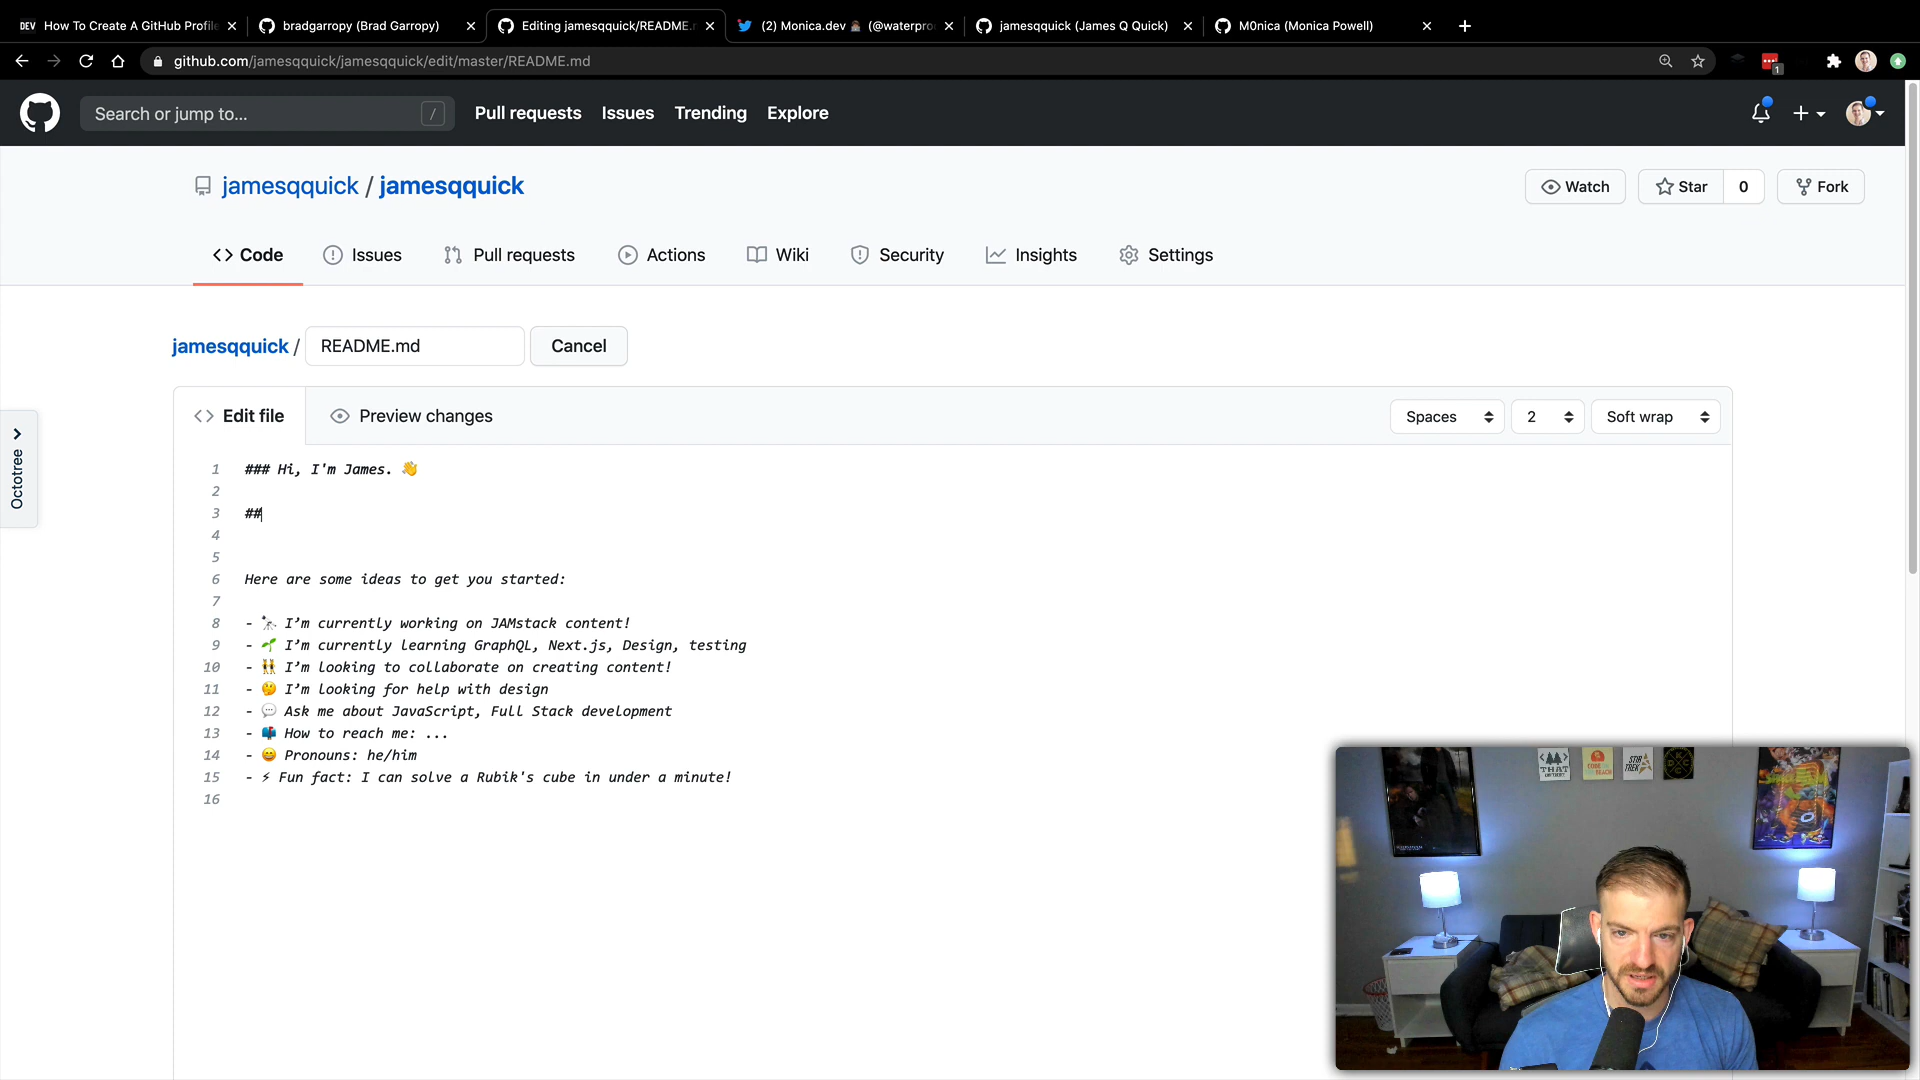 DEV How To Create A GitHub Profile
bradgarropy (Brad Garropy)
Editing jamesqquick/README.
(2) Monica.dev (@waterpro
jamesqquick (James Q Quick)
M0nica (Monica Powell)
github.com/jamesqquick/jamesqquick/edit/master/README.md
1
Search or jump to... /
Pull requests Issues Trending Explore
jamesqquick / jamesqquick
Watch Star 0 Fork
Code Issues Pull requests Actions Wiki Security Insights Settings
jamesqquick / README.md Cancel
Octotree
Edit file Preview changes
Spaces 2 Soft wrap
1 ### Hi, I'm James. 👋
2
3 ##
4
5
6 Here are some ideas to get you started:
7
8 - 🔭 I’m currently working on JAMstack content!
9 - 🌱 I’m currently learning GraphQL, Next.js, Design, testing
10 - 👯 I’m looking to collaborate on creating content!
11 - 🤔 I’m looking for help with design
12 - 💬 Ask me about JavaScript, Full Stack development
13 - 📫 How to reach me: ...
14 - 😄 Pronouns: he/him
15 - ⚡ Fun fact: I can solve a Rubik's cube in under a minute!
16
THAT
STIR
TREK